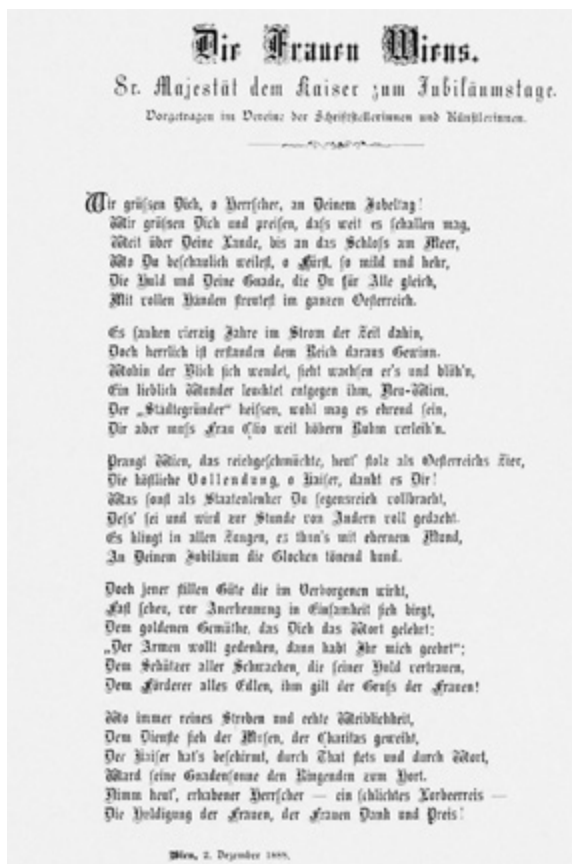 Die Frauen Wiens.
Sr. Majestät dem Kaiser zum Jubiläumstage.
Vorgetragen im Vereine der Schriftstellerinnen und Künstlerinnen.
Wir grüssen Dich, o Herrscher, an Deinem Jubeltag!
Wir grüssen Dich und preisen, dass weit es schallen mag,
Weit über Deine Lande, bis an das Schloss am Meer,
Wo Du beschaulich weilest, o Fürst, so mild und hehr,
Die Huld und Deine Gnade, die Du für Alle gleich,
Mit vollen Händen streutest im ganzen Oesterreich.
Es sanken vierzig Jahre im Strom der Zeit dahin,
Doch herrlich ist erstanden dem Reich daraus Gewinn.
Wohin der Blick sich wendet, sieht wachsen er's und blüh'n,
Ein lieblich Wunder leuchtet entgegen ihm, Neu-Wien.
Der „Städtegründer" heissen, wohl mag es ehrend sein,
Dir aber muss Frau Clio weit höhern Ruhm verleih'n.
Prangt Wien, das reichgeschmückte, heut' stolz als Oesterreichs Zier,
Die köstliche Vollendung, o Kaiser, dankt es Dir!
Was sonst als Staatenlenker Du segensreich vollbracht,
Dess' sei und wird zur Stunde von Andern voll gedacht.
Es klingt in allen Zungen, es thun's mit ehernem Mund,
An Deinem Jubiläum die Glocken tönend kund.
Doch jener stillen Güte die im Verborgenen wirkt,
Fast scheu, vor Anerkennung in Einsamkeit sich birgt,
Dem goldenen Gemüthe, das Dich das Wort gelehrt:
„Der Armen wollt gedenken, dann habt Ihr mich geehrt";
Dem Schützer aller Schwachen, die seiner Huld vertrauen,
Dem Förderer alles Edlen, ihm gilt der Gruss der Frauen!
Wo immer reines Streben und echte Weiblichkeit,
Dem Dienste sich der Musen, der Charitas geweiht,
Der Kaiser hat's beschirmt, durch That stets und durch Wort,
Ward seine Gnadensonne den Ringenden zum Hort.
Nimm heut', erhabener Herrscher — ein schlichtes Lorbeerreis —
Die Huldigung der Frauen, der Frauen Dank und Preis!
Wien, 2. Dezember 1888.